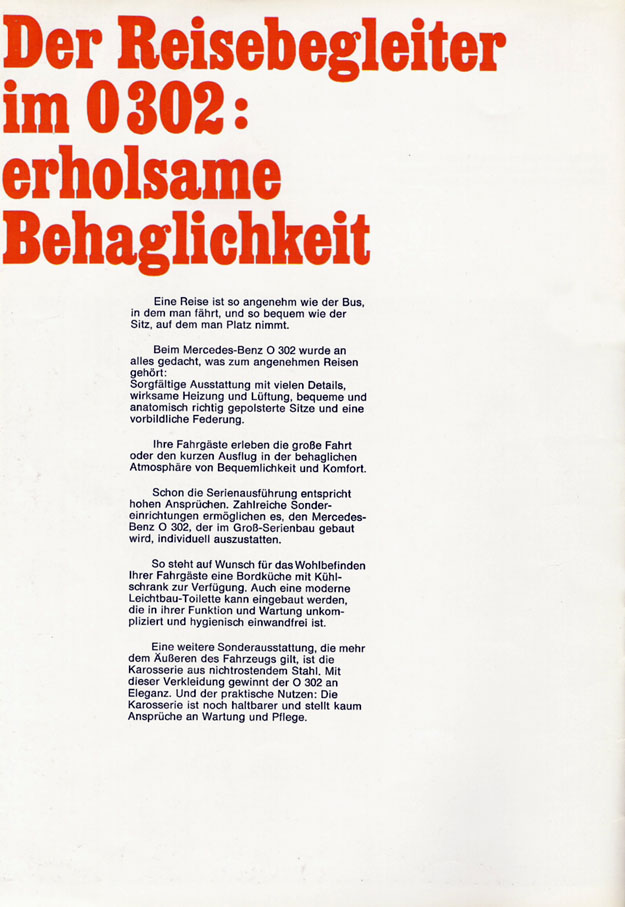 Der Reisebegleiter
im O 302:
erholsame
Behaglichkeit
Eine Reise ist so angenehm wie der Bus,
in dem man fährt, und so bequem wie der
Sitz, auf dem man Platz nimmt.
Beim Mercedes-Benz O 302 wurde an
alles gedacht, was zum angenehmen Reisen
gehört:
Sorgfältige Ausstattung mit vielen Details,
wirksame Heizung und Lüftung, bequeme und
anatomisch richtig gepolsterte Sitze und eine
vorbildliche Federung.
Ihre Fahrgäste erleben die große Fahrt
oder den kurzen Ausflug in der behaglichen
Atmosphäre von Bequemlichkeit und Komfort.
Schon die Serienausführung entspricht
hohen Ansprüchen. Zahlreiche Sonder-
einrichtungen ermöglichen es, den Mercedes-
Benz O 302, der im Groß-Serienbau gebaut
wird, individuell auszustatten.
So steht auf Wunsch für das Wohlbefinden
Ihrer Fahrgäste eine Bordküche mit Kühl-
schrank zur Verfügung. Auch eine moderne
Leichtbau-Toilette kann eingebaut werden,
die in ihrer Funktion und Wartung unkom-
pliziert und hygienisch einwandfrei ist.
Eine weitere Sonderausstattung, die mehr
dem Äußeren des Fahrzeugs gilt, ist die
Karosserie aus nichtrostendem Stahl. Mit
dieser Verkleidung gewinnt der O 302 an
Eleganz. Und der praktische Nutzen: Die
Karosserie ist noch haltbarer und stellt kaum
Ansprüche an Wartung und Pflege.